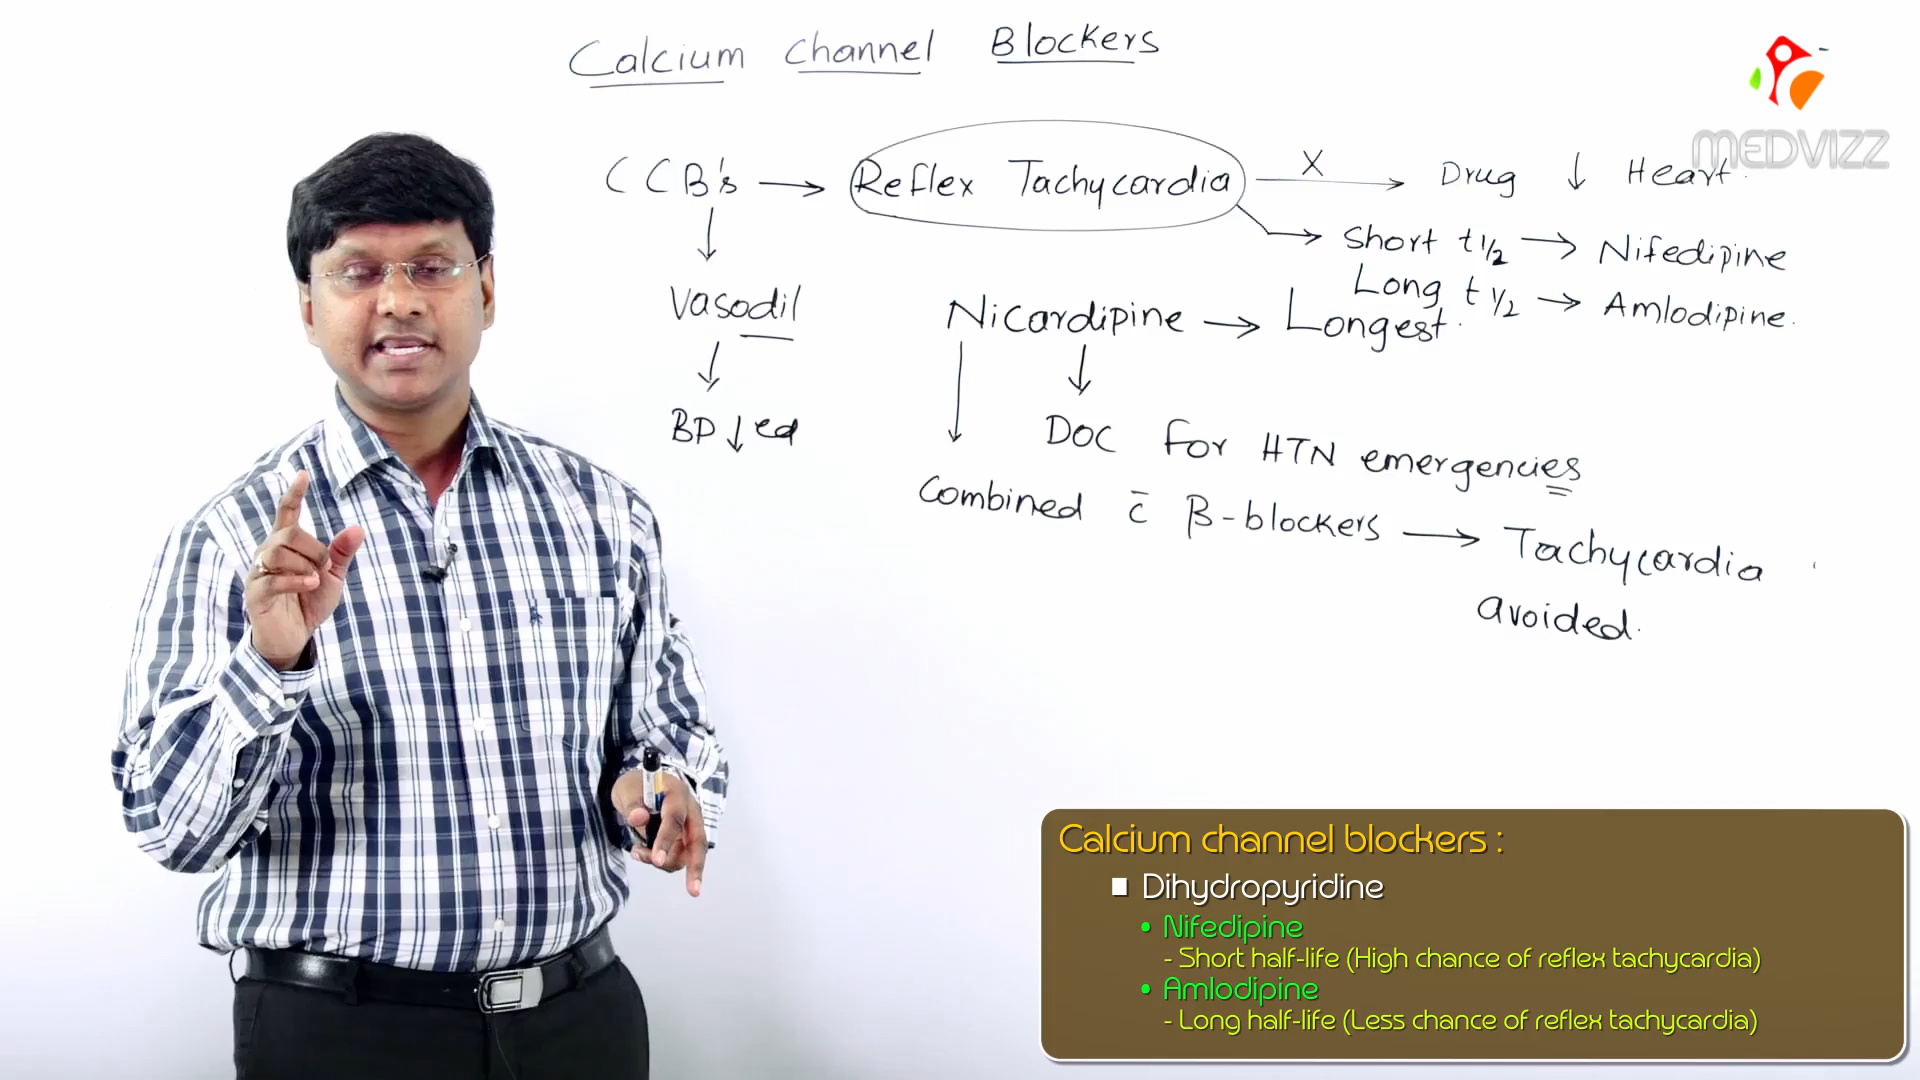 Calcium Channel Blockers
MEDVIZZ
CCB's → Reflex Tachycardia X → Drug ↓ Heart.
↓
→ Short t 1/2 → Nifedipine
Long t 1/2 → Amlodipine.
Vasodil
Nicardipine → Longest.
↓
BP ↓ ed
↓ ↓
DOC For HTN emergencies
Combined c̄ β-blockers → Tachycardia
avoided.
Calcium channel blockers :
■ Dihydropyridine
• Nifedipine
- Short half-life (High chance of reflex tachycardia)
• Amlodipine
- Long half-life (Less chance of reflex tachycardia)